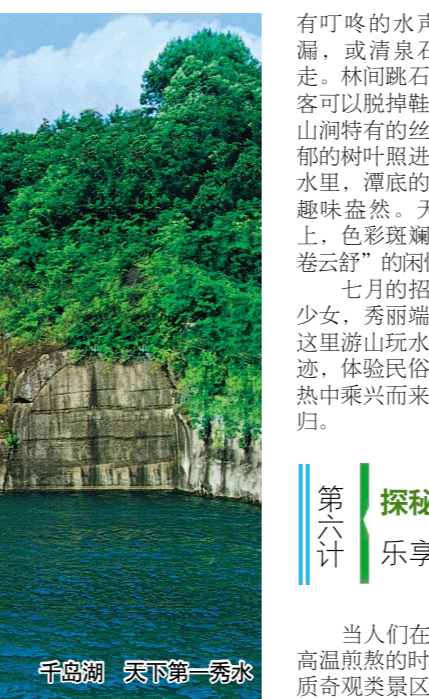 有叮咚的水声
漏，或清泉石
走。林间跳石
客可以脱掉鞋
山涧特有的丝
郁的树叶照进
水里，潭底的
趣味盎然。天
上，色彩斑斓
卷云舒”的闲情
七月的招
少女，秀丽端
这里游山玩水
迹，体验民俗
热中乘兴而来
归。
第六计
探秘
乐享
当人们在
高温煎熬的时
质奇观类景区
千岛湖 天下第一秀水